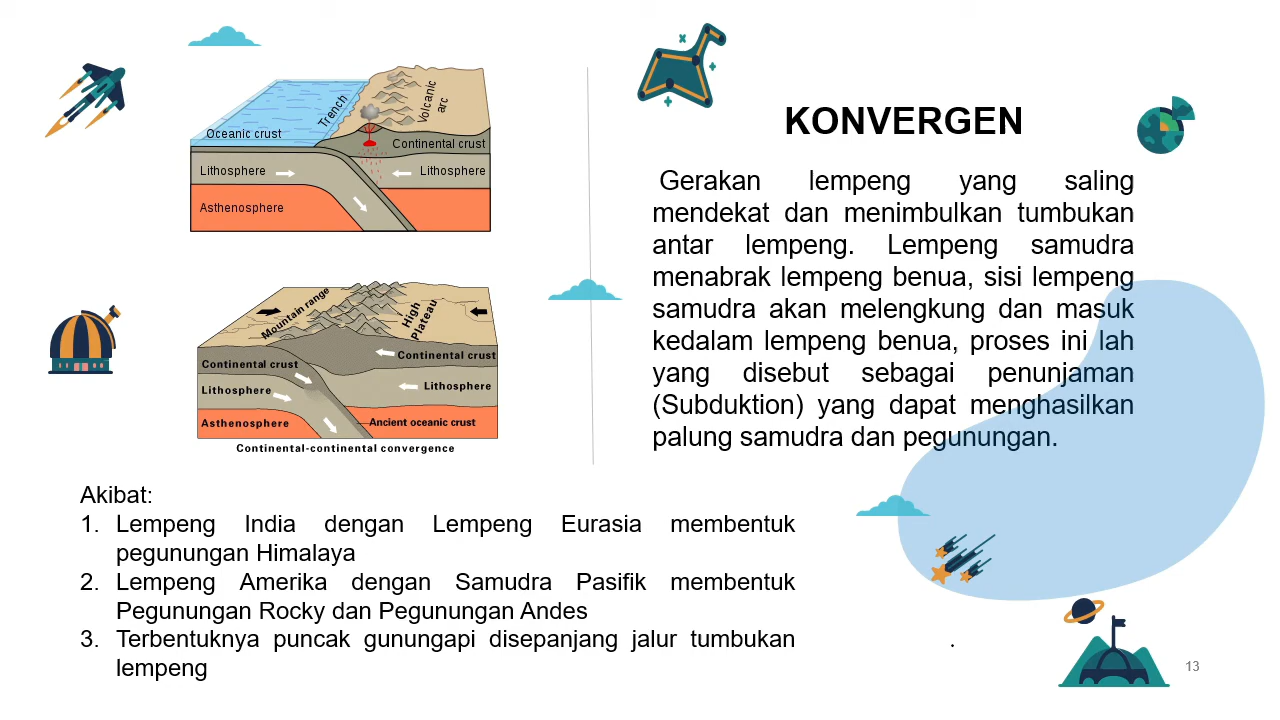 Oceanic crust
Trench
Volcanic
arc
Continental crust
Lithosphere
Lithosphere
Asthenosphere
Mountain range
High
Plateau
Continental crust
Continental crust
Lithosphere
Lithosphere
Asthenosphere
Ancient oceanic crust
Continental-continental convergence
KONVERGEN
Gerakan lempeng yang saling
mendekat dan menimbulkan tumbukan
antar lempeng. Lempeng samudra
menabrak lempeng benua, sisi lempeng
samudra akan melengkung dan masuk
kedalam lempeng benua, proses ini lah
yang disebut sebagai penunjaman
(Subduktion) yang dapat menghasilkan
palung samudra dan pegunungan.
Akibat:
1. Lempeng India dengan Lempeng Eurasia membentuk
pegunungan Himalaya
2. Lempeng Amerika dengan Samudra Pasifik membentuk
Pegunungan Rocky dan Pegunungan Andes
3. Terbentuknya puncak gunungapi disepanjang jalur tumbukan
lempeng
.
13